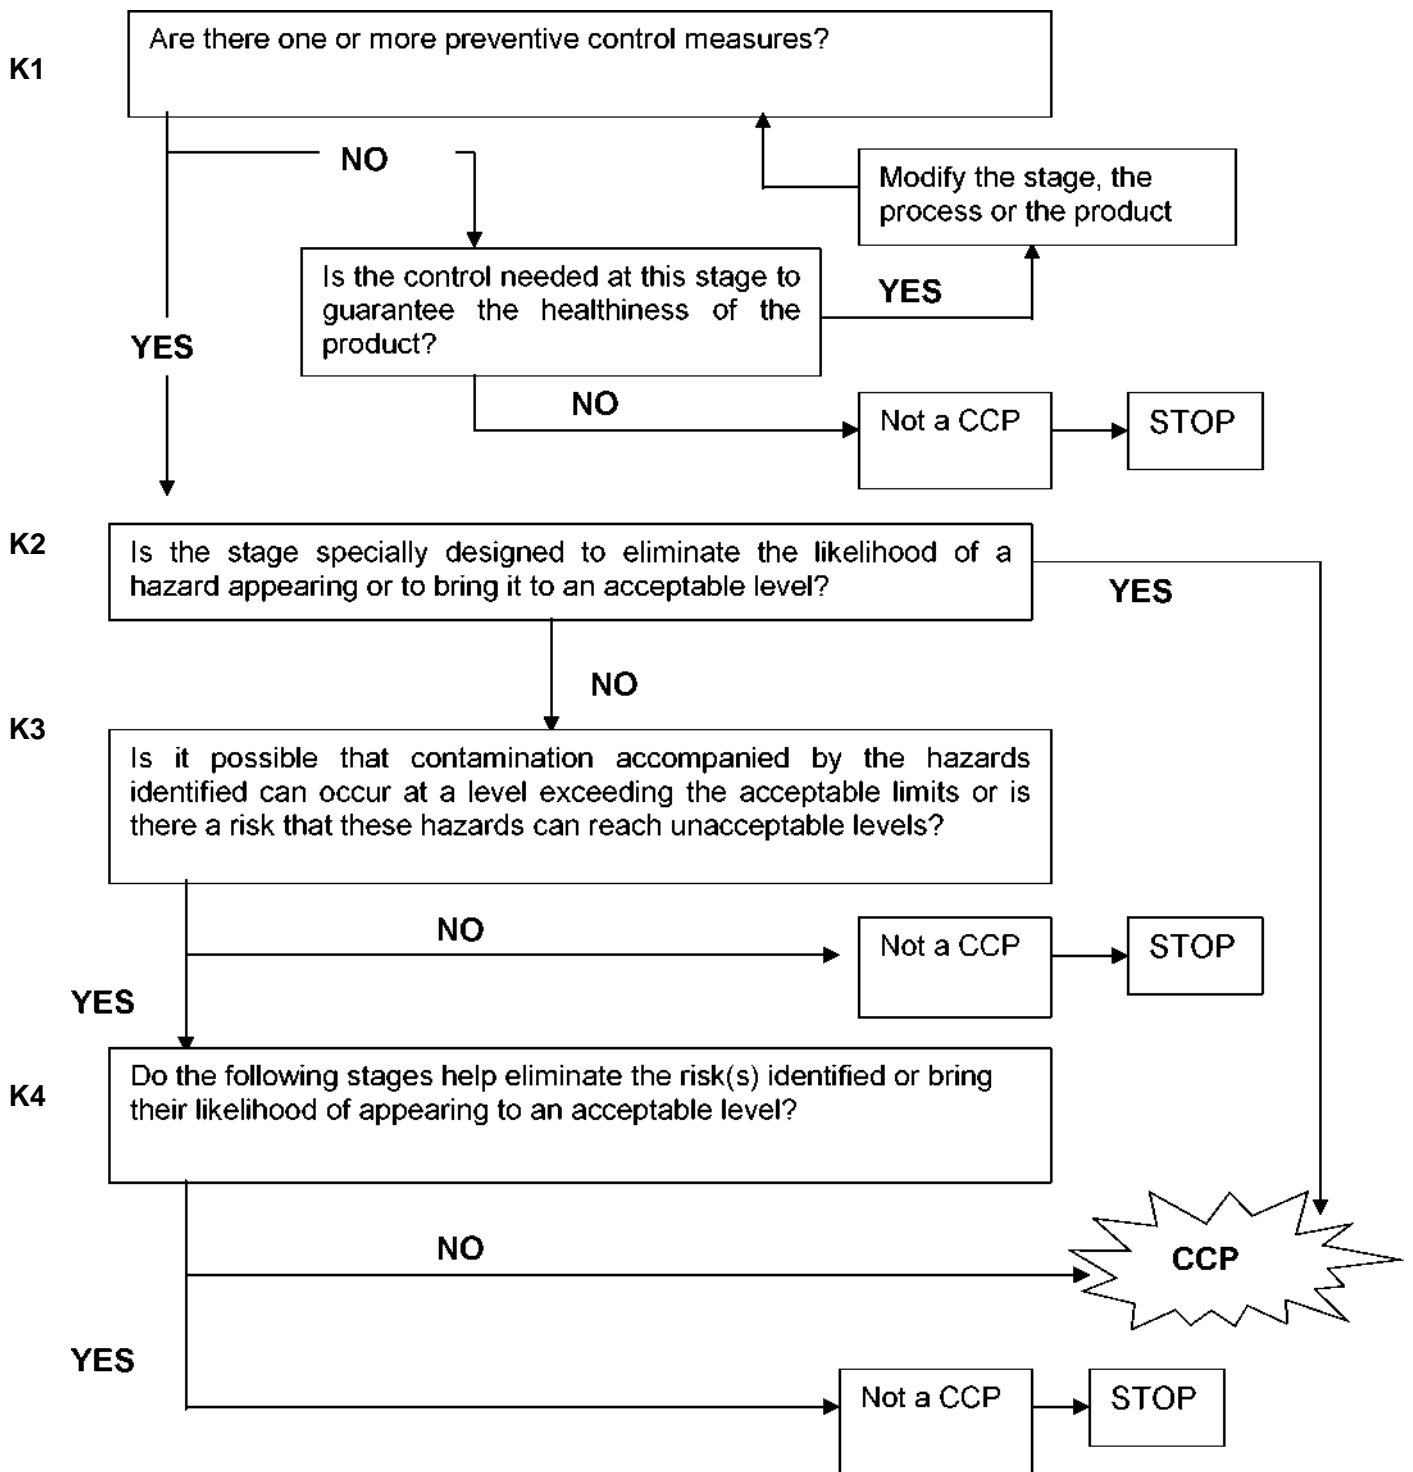 K1
Are there one or more preventive control measures?
NO
Modify the stage, the
process or the product
Is the control needed at this stage to
guarantee the healthiness of the
product?
YES
YES
NO
Not a CCP
STOP
K2
Is the stage specially designed to eliminate the likelihood of a
hazard appearing or to bring it to an acceptable level?
YES
NO
K3
Is it possible that contamination accompanied by the hazards
identified can occur at a level exceeding the acceptable limits or is
there a risk that these hazards can reach unacceptable levels?
NO
Not a CCP
STOP
YES
K4
Do the following stages help eliminate the risk(s) identified or bring
their likelihood of appearing to an acceptable level?
NO
CCP
YES
Not a CCP
STOP